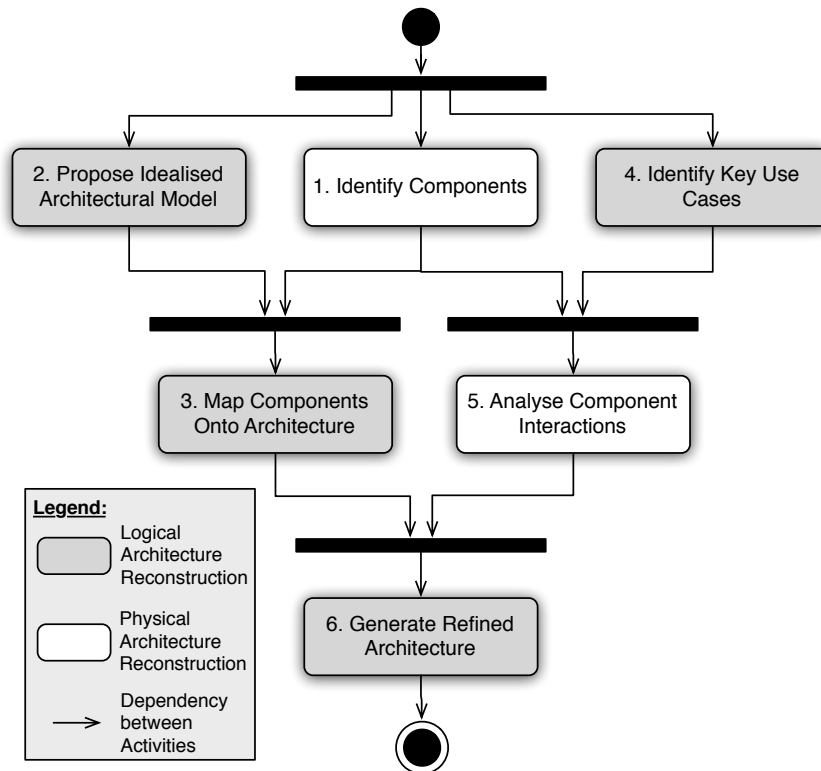 2. Propose Idealised
Architectural Model
1. Identify Components
4. Identify Key Use
Cases
3. Map Components
Onto Architecture
5. Analyse Component
Interactions
Legend:
Logical
Architecture
Reconstruction
Physical
Architecture
Reconstruction
Dependency
between
Activities
6. Generate Refined
Architecture